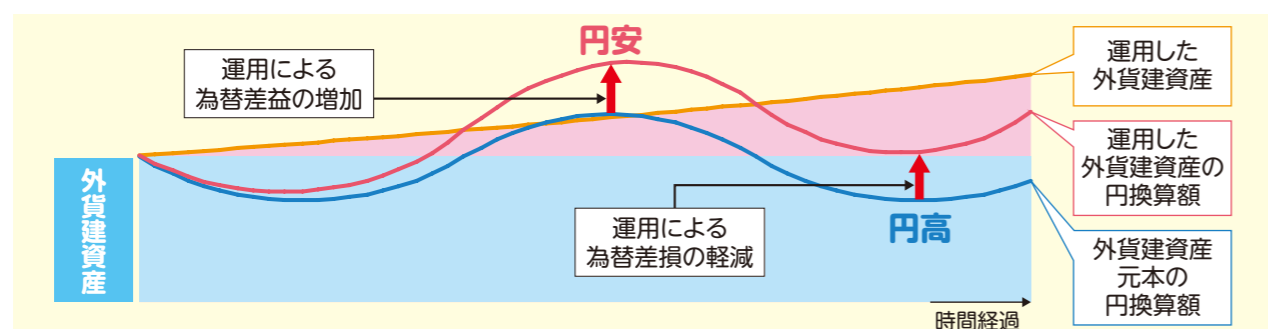 円安
運用による
為替差益の増加
運用した
外貨建資産
運用した
外貨建資産の
円換算額
外貨建資産
運用による
為替差損の軽減
円高
外貨建資産
元本の
円換算額
時間経過